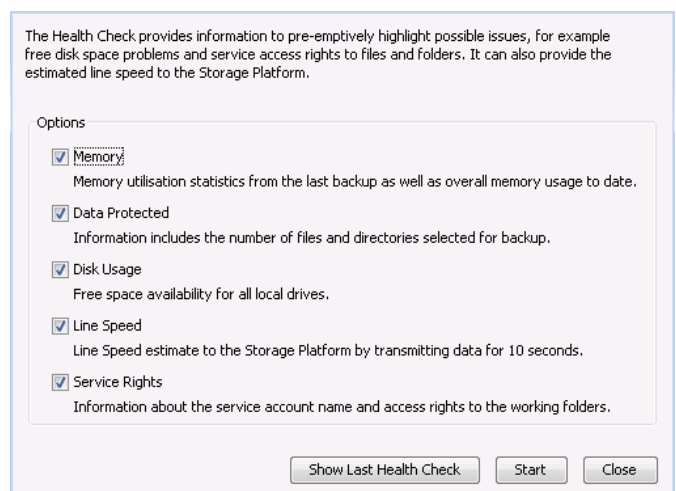 The Health Check provides information to pre-emptively highlight possible issues, for example
free disk space problems and service access rights to files and folders. It can also provide the
estimated line speed to the Storage Platform.
Options
Memory
Memory utilisation statistics from the last backup as well as overall memory usage to date.
Data Protected
Information includes the number of files and directories selected for backup.
Disk Usage
Free space availability for all local drives.
Line Speed
Line Speed estimate to the Storage Platform by transmitting data for 10 seconds.
Service Rights
Information about the service account name and access rights to the working folders.
Show Last Health Check Start Close